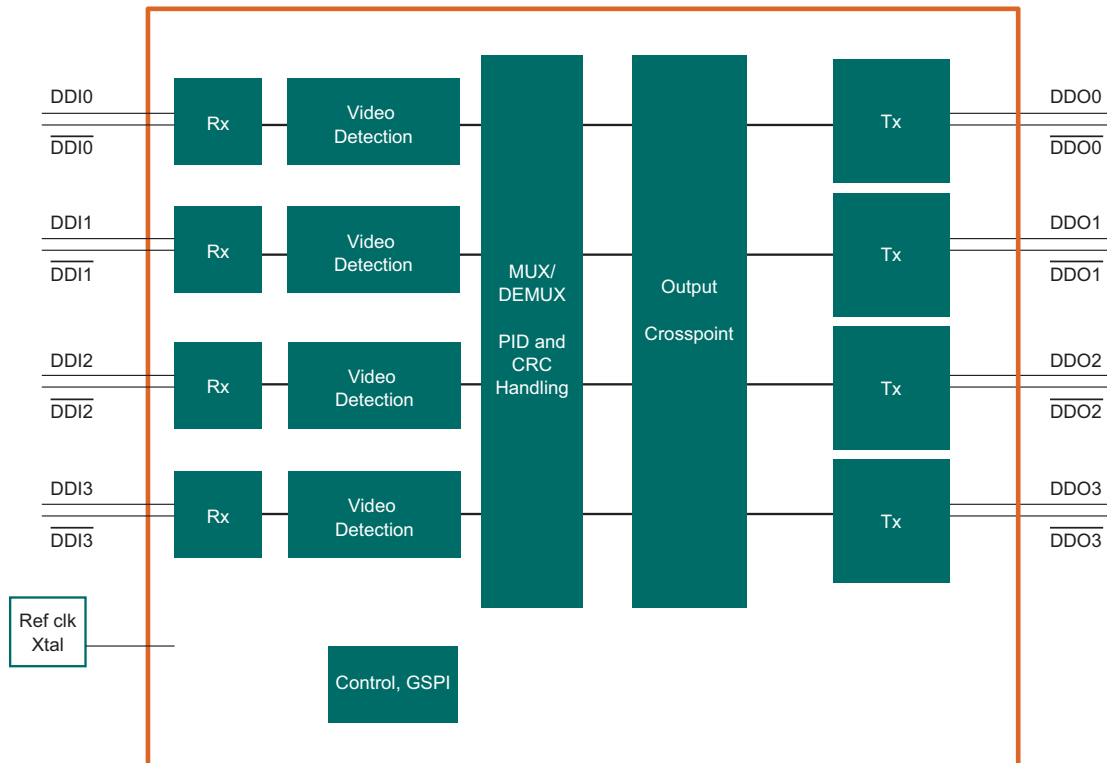 DDI0
DDI0
Rx
Video
Detection
DDI1
DDI1
Rx
Video
Detection
DDI2
DDI2
Rx
Video
Detection
DDI3
DDI3
Rx
Video
Detection
MUX/
DEMUX
PID and
CRC
Handling
Output
Crosspoint
Tx
DDO0
DDO0
Tx
DDO1
DDO1
Tx
DDO2
DDO2
Tx
DDO3
DDO3
Ref clk
Xtal
Control, GSPI